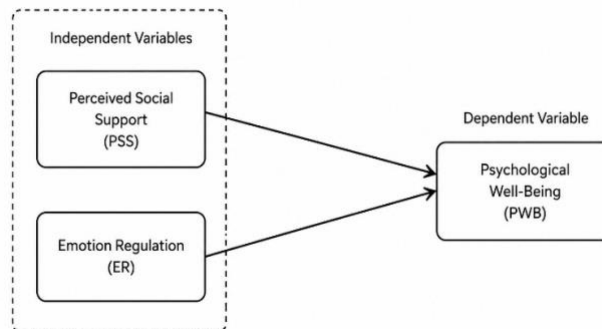 Independent Variables
Perceived Social
Support
(PSS)
Emotion Regulation
(ER)
Dependent Variable
Psychological
Well-Being
(PWB)